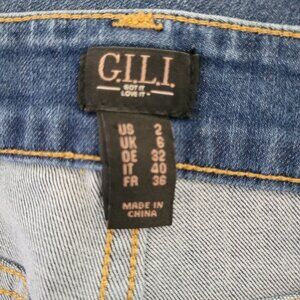 G.I.L.I.
GOT IT
LOVE IT
US 2
UK 6
DE 32
IT 40
FR 36
MADE IN
CHINA